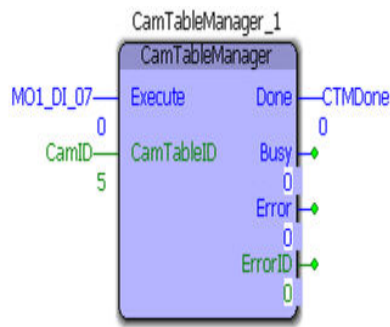 CamTableManager_1
CamTableManager
MO1_DI_07 Execute Done CTMDone
0 0
CamID CamTableID Busy
5 0
Error
0
ErrorID
0